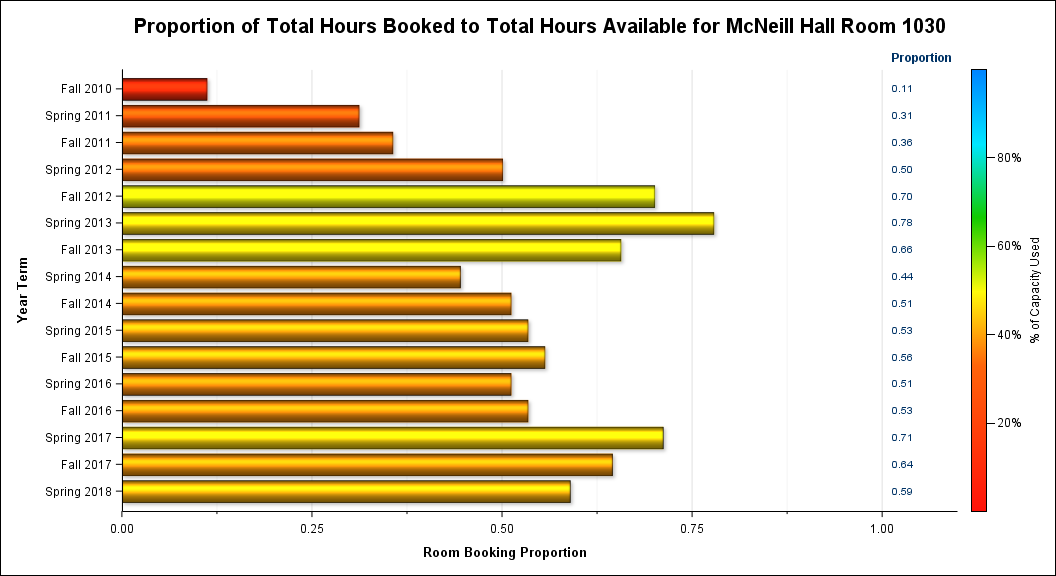 Proportion of Total Hours Booked to Total Hours Available for McNeill Hall Room 1030
Proportion
Fall 2010 0.11
Spring 2011 0.31
Fall 2011 0.36
Spring 2012 0.50
Fall 2012 0.70
Spring 2013 0.78
Fall 2013 0.66
Spring 2014 0.44
Fall 2014 0.51
Spring 2015 0.53
Fall 2015 0.56
Spring 2016 0.51
Fall 2016 0.53
Spring 2017 0.71
Fall 2017 0.64
Spring 2018 0.59
Year Term
0.00 0.25 0.50 0.75 1.00
Room Booking Proportion
80%
60%
40%
20%
% of Capacity Used